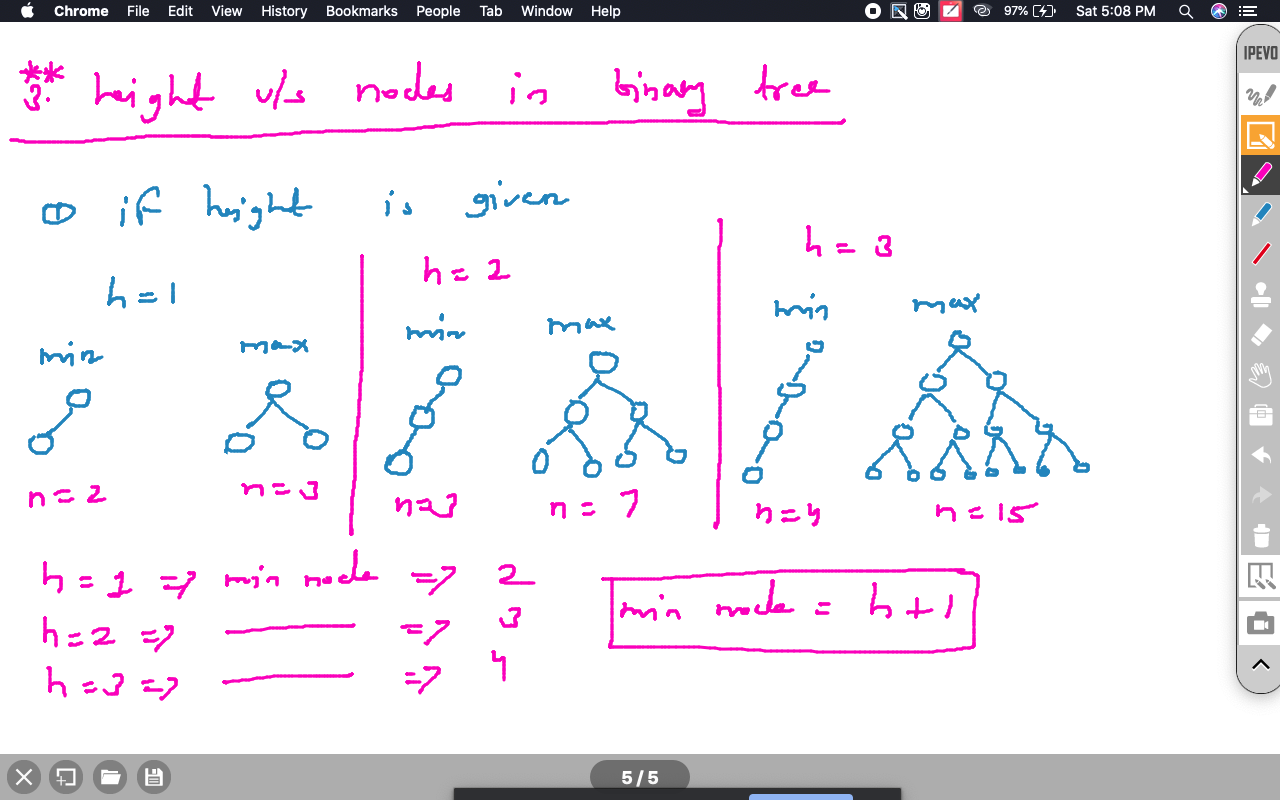 Chrome File Edit View History Bookmarks People Tab Window Help 97% Sat 5:08 PM
IPEVO
**
3. height v/s nodes in binary tree
① if height is given
h = 1
min max
n = 2 n = 3
h = 2
min max
n = 3 n = 7
h = 3
min max
n = 4 n = 15
h = 1 => min node => 2
h = 2 => —— => 3
h = 3 => —— => 4
min node = h + 1
5 / 5